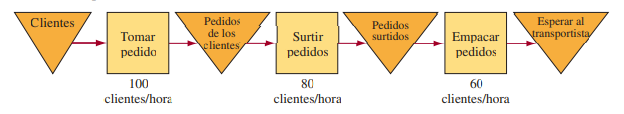 Clientes
Tomar
pedido
Pedidos
de los
clientes
Surtir
pedidos
Pedidos
surtidos
Empacar
pedidos
Esperar al
transportista
100
clientes/hora
80
clientes/hora
60
clientes/hora